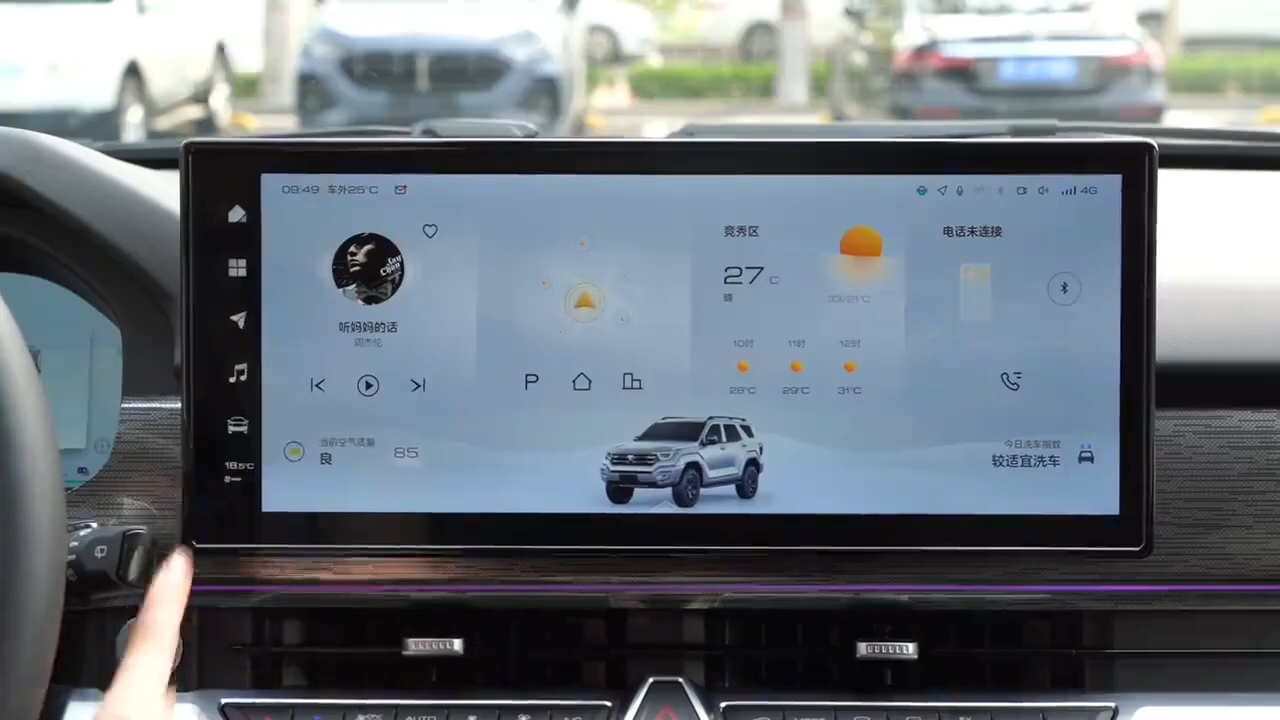 09:49 车外25°C
4G
Jay
Chou
听妈妈的话
周杰伦
P
竞秀区
27°C
晴
33/21°C
10时 11时 12时
28°C 29°C 31°C
电话未连接
当前空气质量
良
85
今日洗车指数
较适宜洗车
18.5°C
AUTO